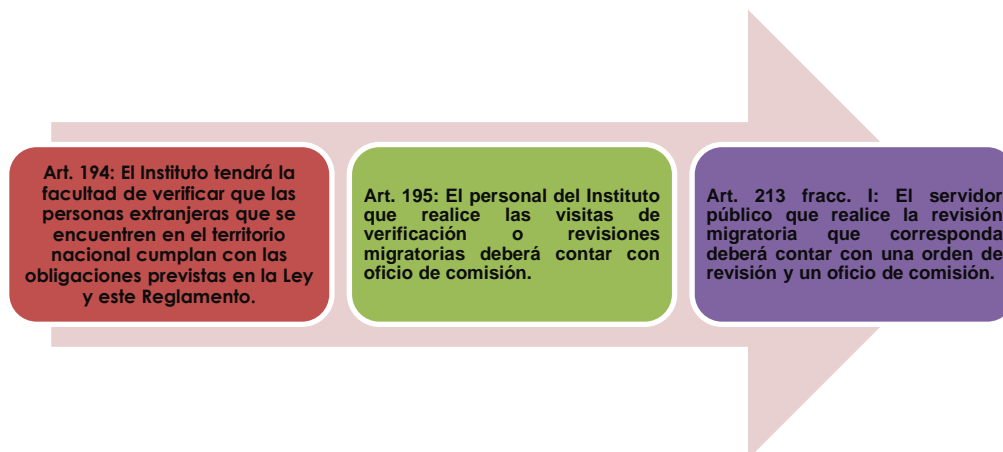 Art. 194: El Instituto tendrá la
facultad de verificar que las
personas extranjeras que se
encuentren en el territorio
nacional cumplan con las
obligaciones previstas en la Ley
y este Reglamento.
Art. 195: El personal del Instituto
que realice las visitas de
verificación o revisiones
migratorias deberá contar con
oficio de comisión.
Art. 213 fracc. I: El servidor
público que realice la revisión
migratoria que corresponda
deberá contar con una orden de
revisión y un oficio de comisión.